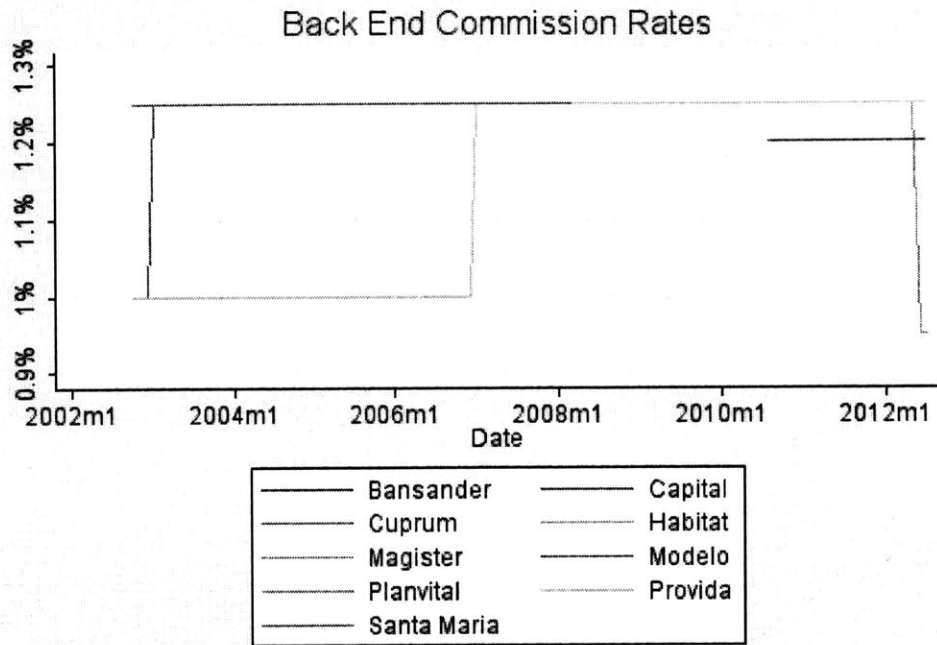 Back End Commission Rates
1.3%
1.2%
1.1%
1%
0.9%
2002m1 2004m1 2006m1 2008m1 2010m1 2012m1
Date
Bansander Capital
Cuprum Habitat
Magister Modelo
Planvital Provida
Santa Maria